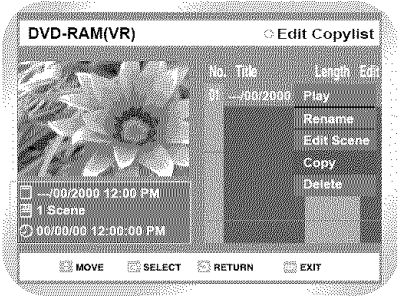 DVD-RAM(VR) Edit Copylist
No. Title Length Edit
01 ---/00/2000 Play
Rename
Edit Scene
Copy
Delete
---/00/2000 12:00 PM
1 Scene
00/00/00 12:00:00 PM
MOVE SELECT RETURN EXIT